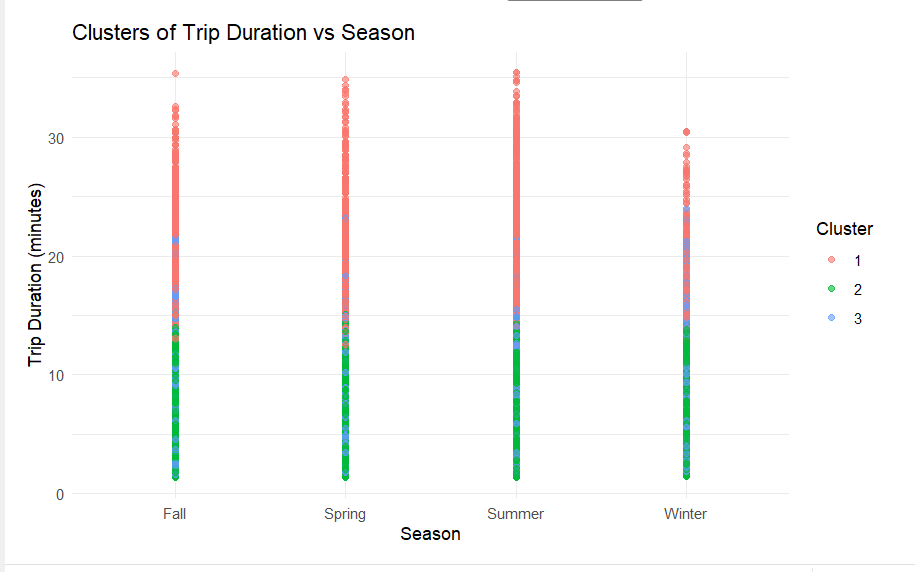 Clusters of Trip Duration vs Season
Trip Duration (minutes)
30
20
10
0
Fall
Spring
Summer
Winter
Season
Cluster
1
2
3